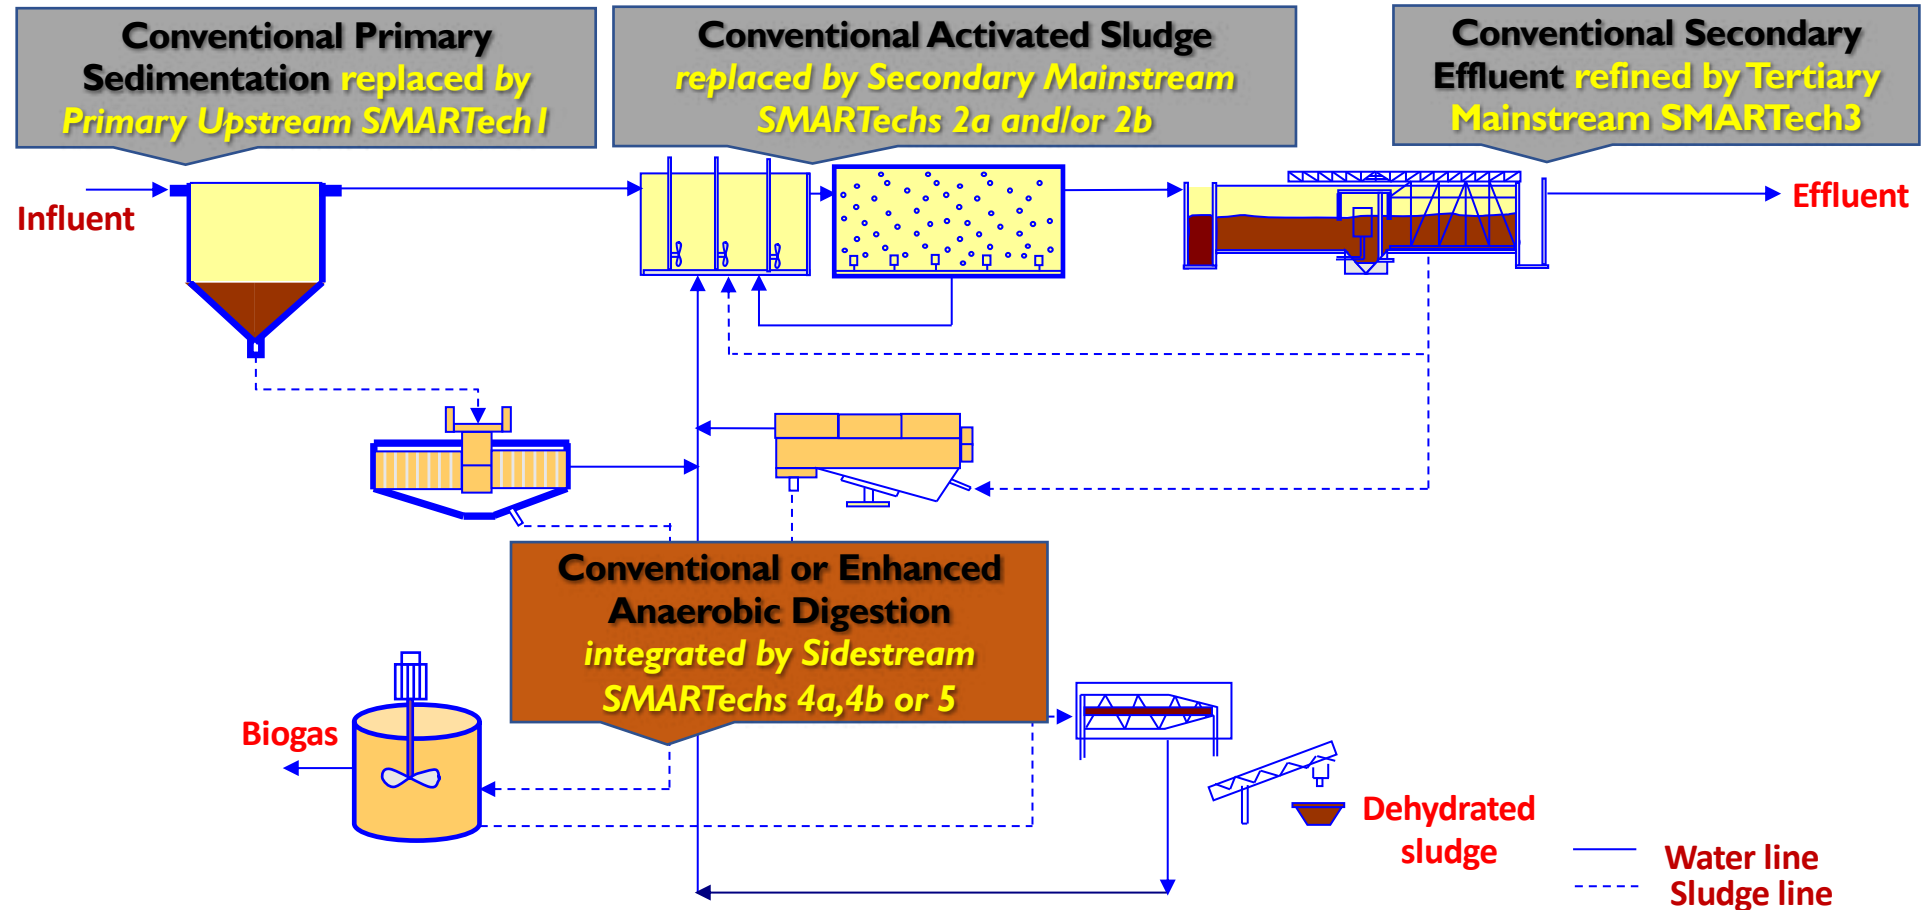 Conventional Primary
Sedimentation replaced by
Primary Upstream SMARTech1
Conventional Activated Sludge
replaced by Secondary Mainstream
SMARTechs 2a and/or 2b
Conventional Secondary
Effluent refined by Tertiary
Mainstream SMARTech3
Influent
Effluent
Conventional or Enhanced
Anaerobic Digestion
integrated by Sidestream
SMARTechs 4a,4b or 5
Biogas
Dehydrated
sludge
Water line
Sludge line